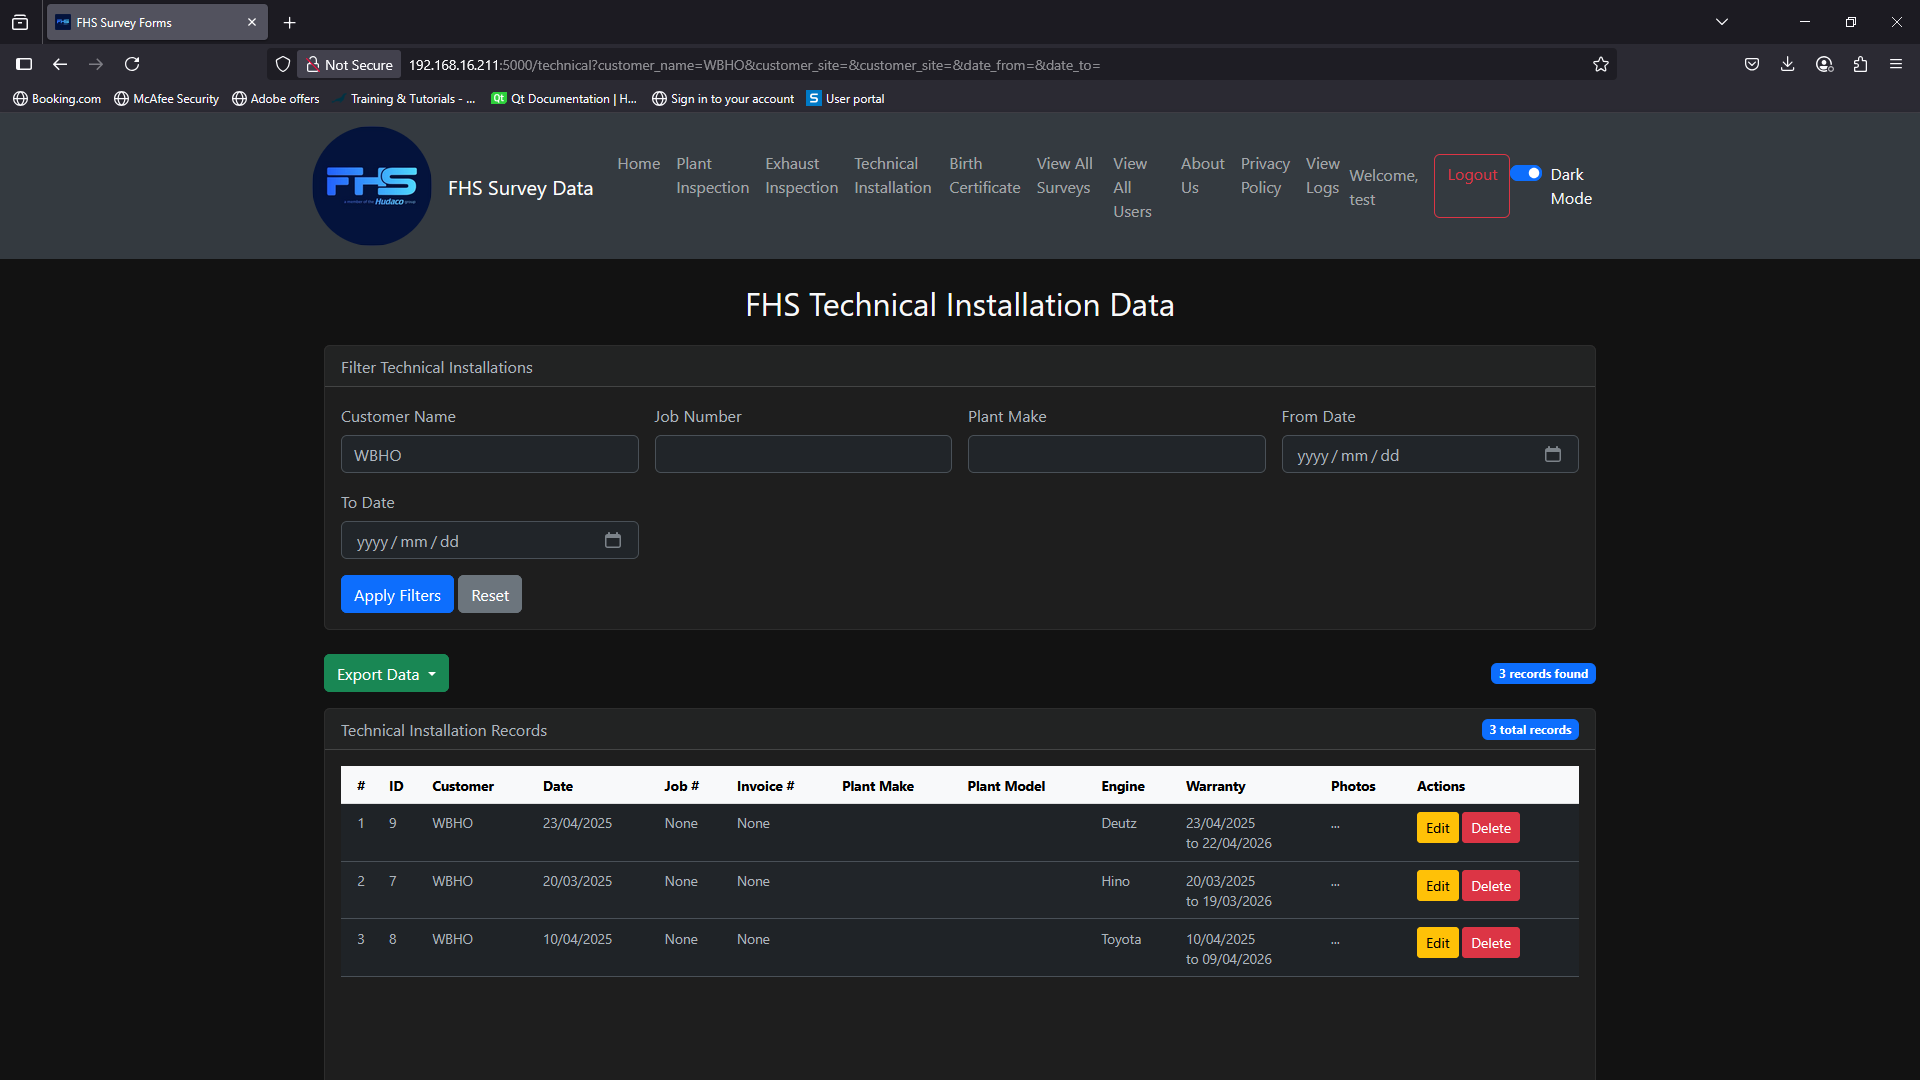 FHS Survey Forms
Not Secure 192.168.16.211:5000/technical?customer_name=WBHO&customer_site=&customer_site=&date_from=&date_to=
Booking.com McAfee Security Adobe offers Training & Tutorials - ... Qt Documentation | H... Sign in to your account User portal
FHS
a member of the Hudaco group
FHS Survey Data
Home
Plant Inspection
Exhaust Inspection
Technical Installation
Birth Certificate
View All Surveys
View All Users
About Us
Privacy Policy
View Logs
Welcome, test
Logout
Dark Mode
FHS Technical Installation Data
Filter Technical Installations
Customer Name Job Number Plant Make From Date
WBHO yyyy / mm / dd
To Date
yyyy / mm / dd
Apply Filters Reset
Export Data 3 records found
Technical Installation Records 3 total records
# ID Customer Date Job # Invoice # Plant Make Plant Model Engine Warranty Photos Actions
1 9 WBHO 23/04/2025 None None Deutz 23/04/2025 ... Edit Delete
to 22/04/2026
2 7 WBHO 20/03/2025 None None Hino 20/03/2025 ... Edit Delete
to 19/03/2026
3 8 WBHO 10/04/2025 None None Toyota 10/04/2025 ... Edit Delete
to 09/04/2026